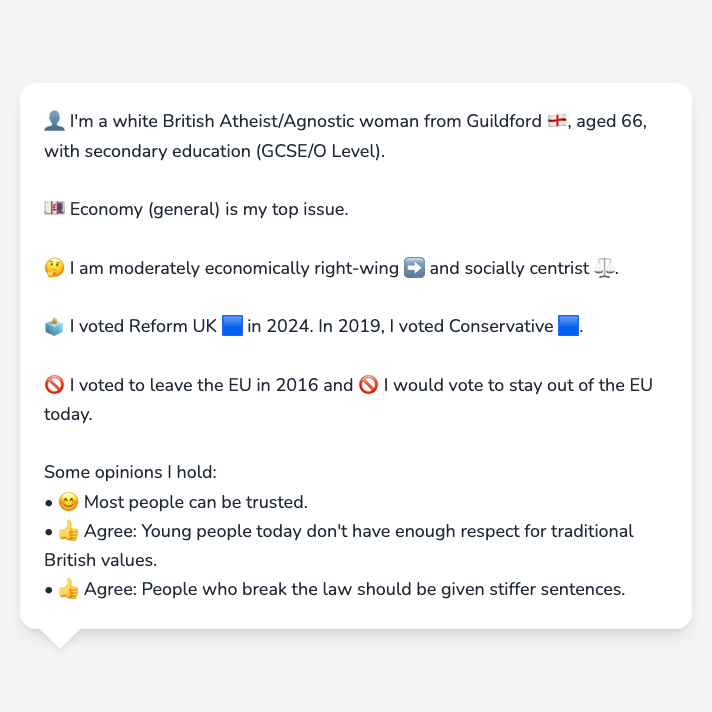 👤 I'm a white British Atheist/Agnostic woman from Guildford 🏴󠁧󠁢󠁥󠁮󠁧󠁿, aged 66,
with secondary education (GCSE/O Level).
💷 Economy (general) is my top issue.
🤔 I am moderately economically right-wing ➡️ and socially centrist ⚖️.
🗳️ I voted Reform UK 🟦 in 2024. In 2019, I voted Conservative 🟦.
🚫 I voted to leave the EU in 2016 and 🚫 I would vote to stay out of the EU
today.
Some opinions I hold:
• 😊 Most people can be trusted.
• 👍 Agree: Young people today don't have enough respect for traditional
British values.
• 👍 Agree: People who break the law should be given stiffer sentences.